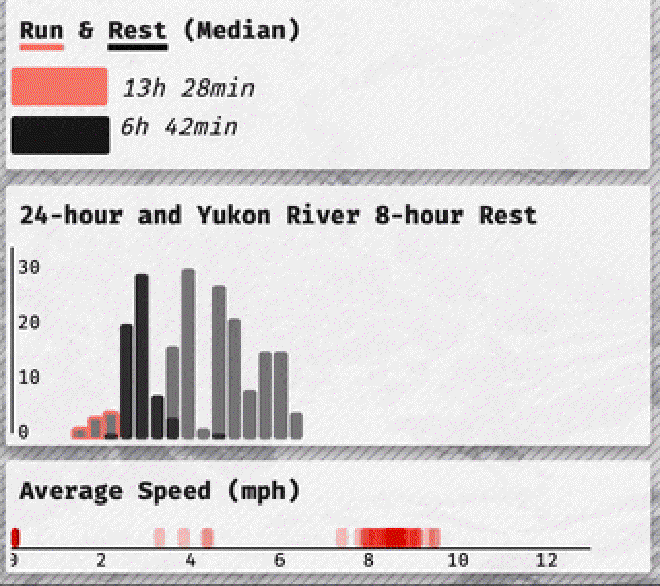 Run & Rest (Median)
13h 28min
6h 42min
24-hour and Yukon River 8-hour Rest
30
20
10
0
Average Speed (mph)
0 2 4 6 8 10 12